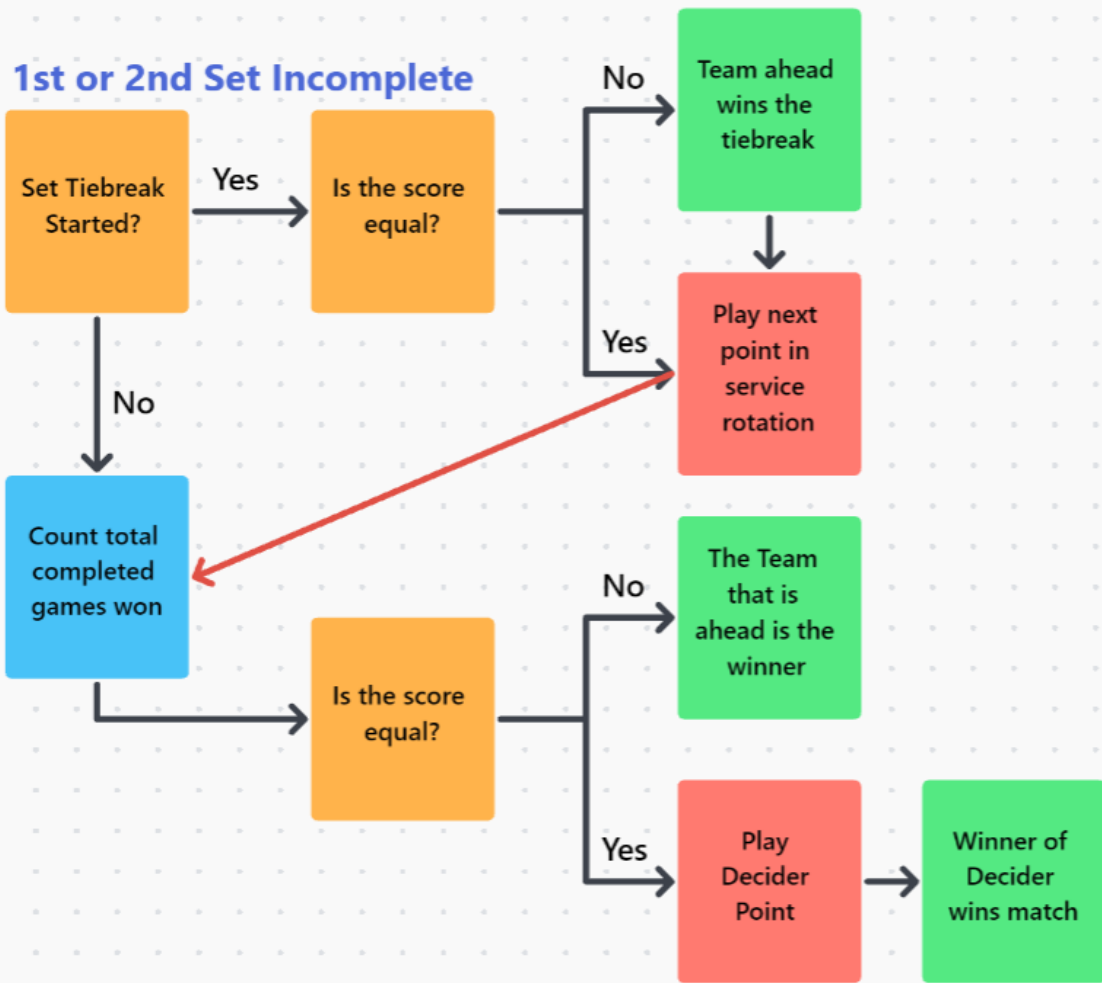 1st or 2nd Set Incomplete
Set Tiebreak
Started?
Yes
Is the score
equal?
No
Team ahead
wins the
tiebreak
Yes
Play next
point in
service
rotation
No
Count total
completed
games won
Is the score
equal?
No
The Team
that is
ahead is the
winner
Yes
Play
Decider
Point
Winner of
Decider
wins match